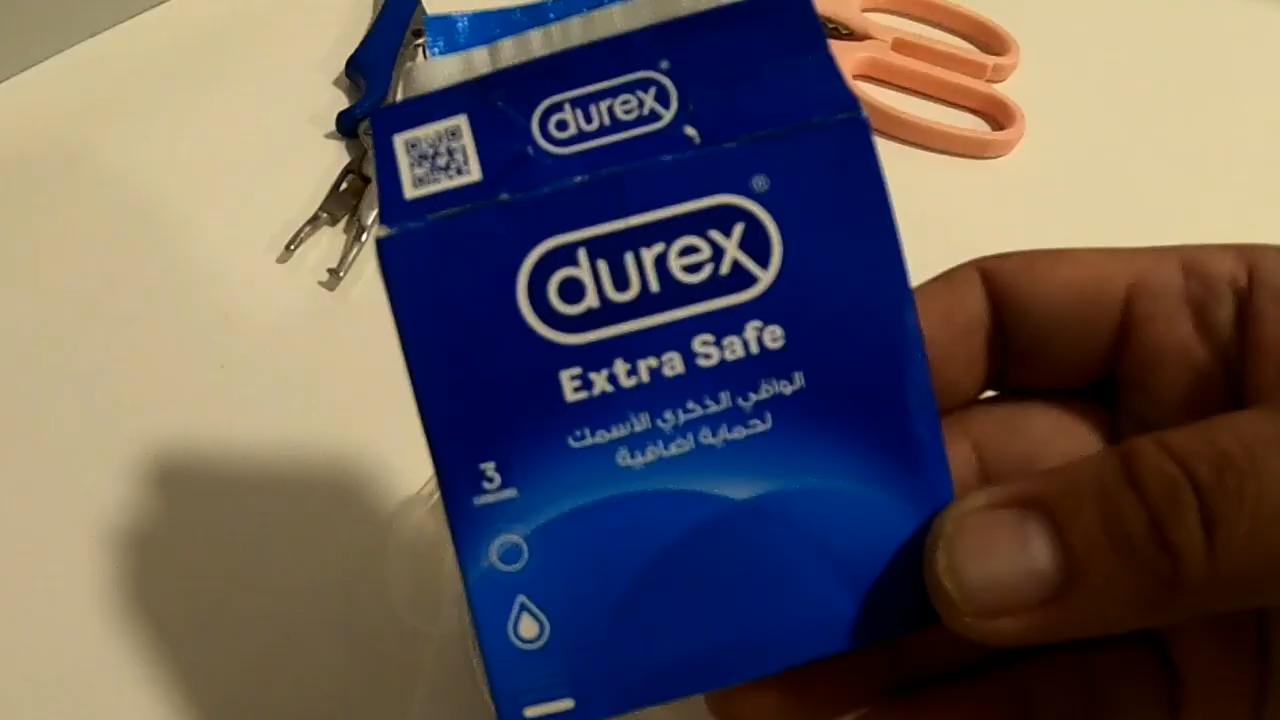 durex
durex®
Extra Safe
الواقي الذكري الأسمك
لحماية اضافية
3